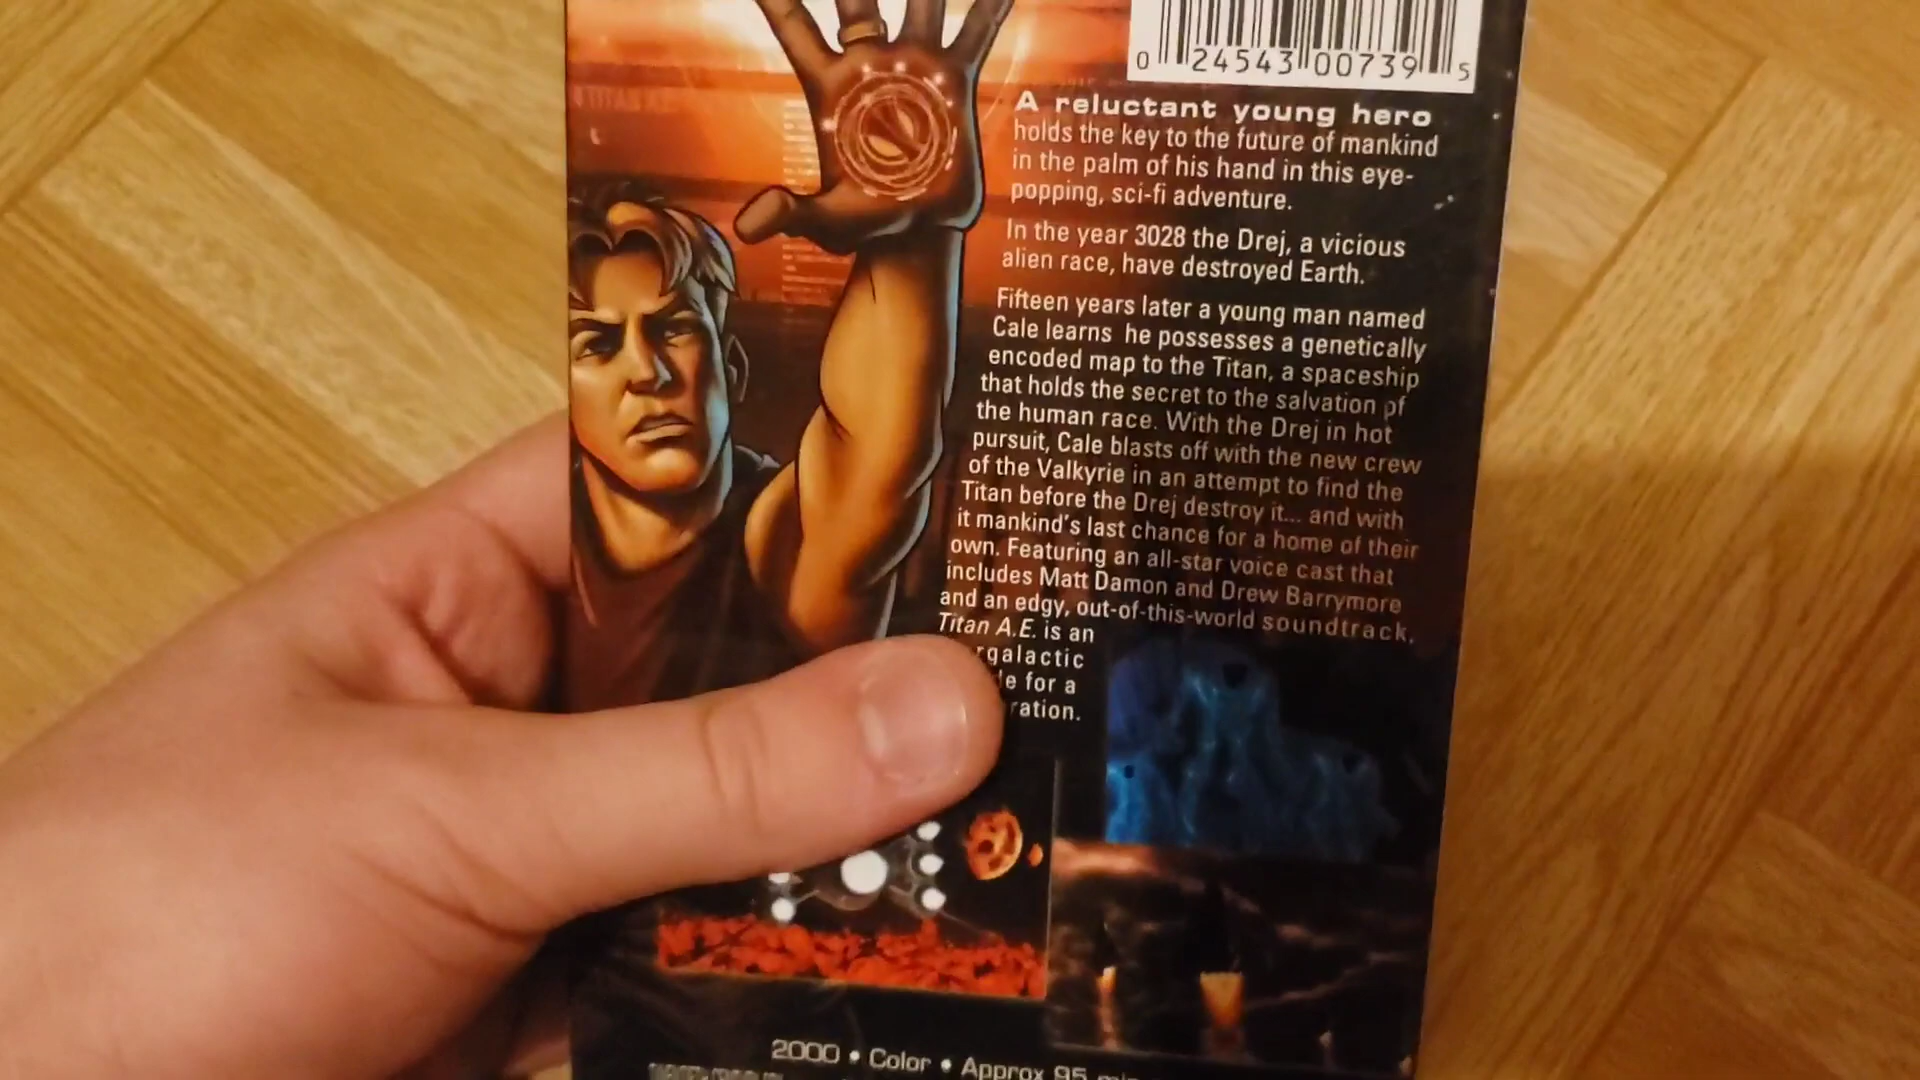 0 24543 00739 5
A reluctant young hero
holds the key to the future of mankind
in the palm of his hand in this eye-
popping, sci-fi adventure.
In the year 3028 the Drej, a vicious
alien race, have destroyed Earth.
Fifteen years later a young man named
Cale learns he possesses a genetically
encoded map to the Titan, a spaceship
that holds the secret to the salvation of
the human race. With the Drej in hot
pursuit, Cale blasts off with the new crew
of the Valkyrie in an attempt to find the
Titan before the Drej destroy it... and with
it mankind's last chance for a home of their
own. Featuring an all-star voice cast that
includes Matt Damon and Drew Barrymore
and an edgy, out-of-this-world soundtrack,
Titan A.E. is an
rgalactic
e for a
ration.
2000 • Color • Approx 95